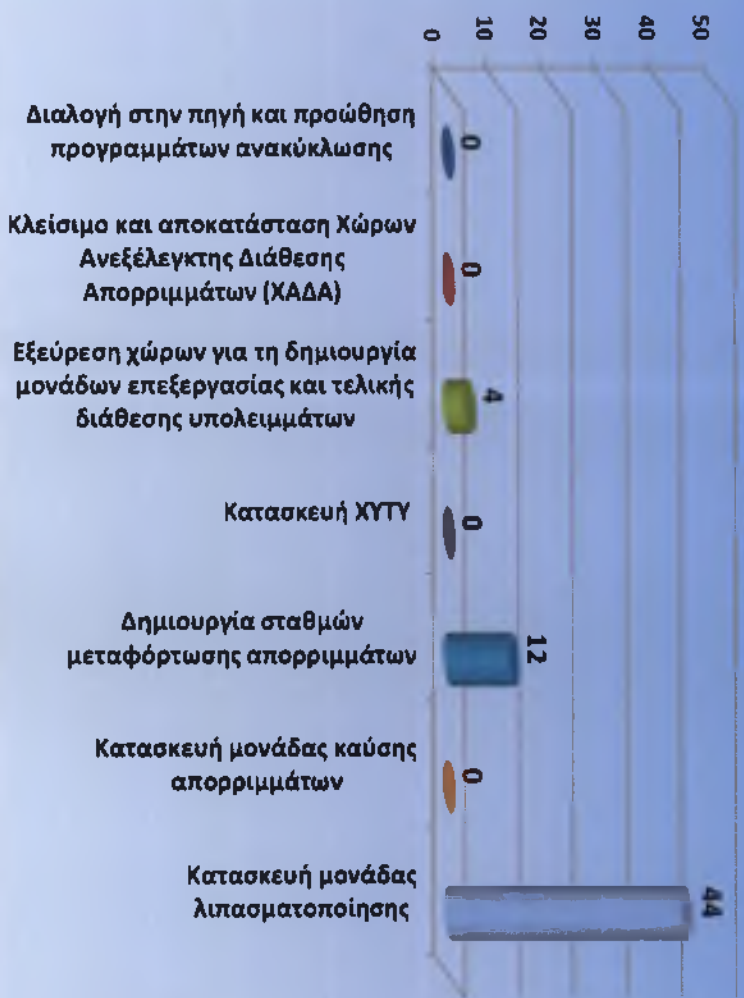 0
10
20
30
40
50
Διαλογή στην πηγή και προώθηση
προγραμμάτων ανακύκλωσης
0
Κλείσιμο και αποκατάσταση Χώρων
Ανεξέλεγκτης Διάθεσης
Απορριμμάτων (ΧΑΔΑ)
0
Εξεύρεση χώρων για τη δημιουργία
μονάδων επεξεργασίας και τελικής
διάθεσης υπολειμμάτων
4
Κατασκευή ΧΥΤΥ
0
Δημιουργία σταθμών
μεταφόρτωσης απορριμμάτων
12
Κατασκευή μονάδας καύσης
απορριμμάτων
0
Κατασκευή μονάδας
λιπασματοποίησης
44